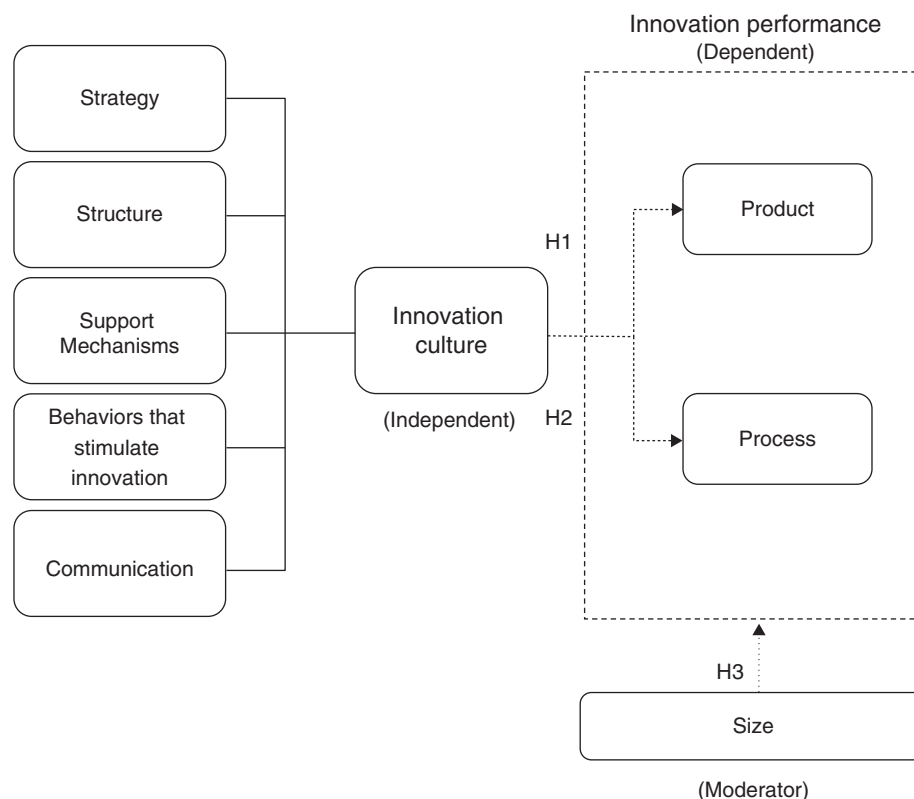 Innovation performance
(Dependent)
Strategy
Structure
Support
Mechanisms
Behaviors that
stimulate
innovation
Communication
Innovation
culture
(Independent)
H1
H2
Product
Process
H3
Size
(Moderator)